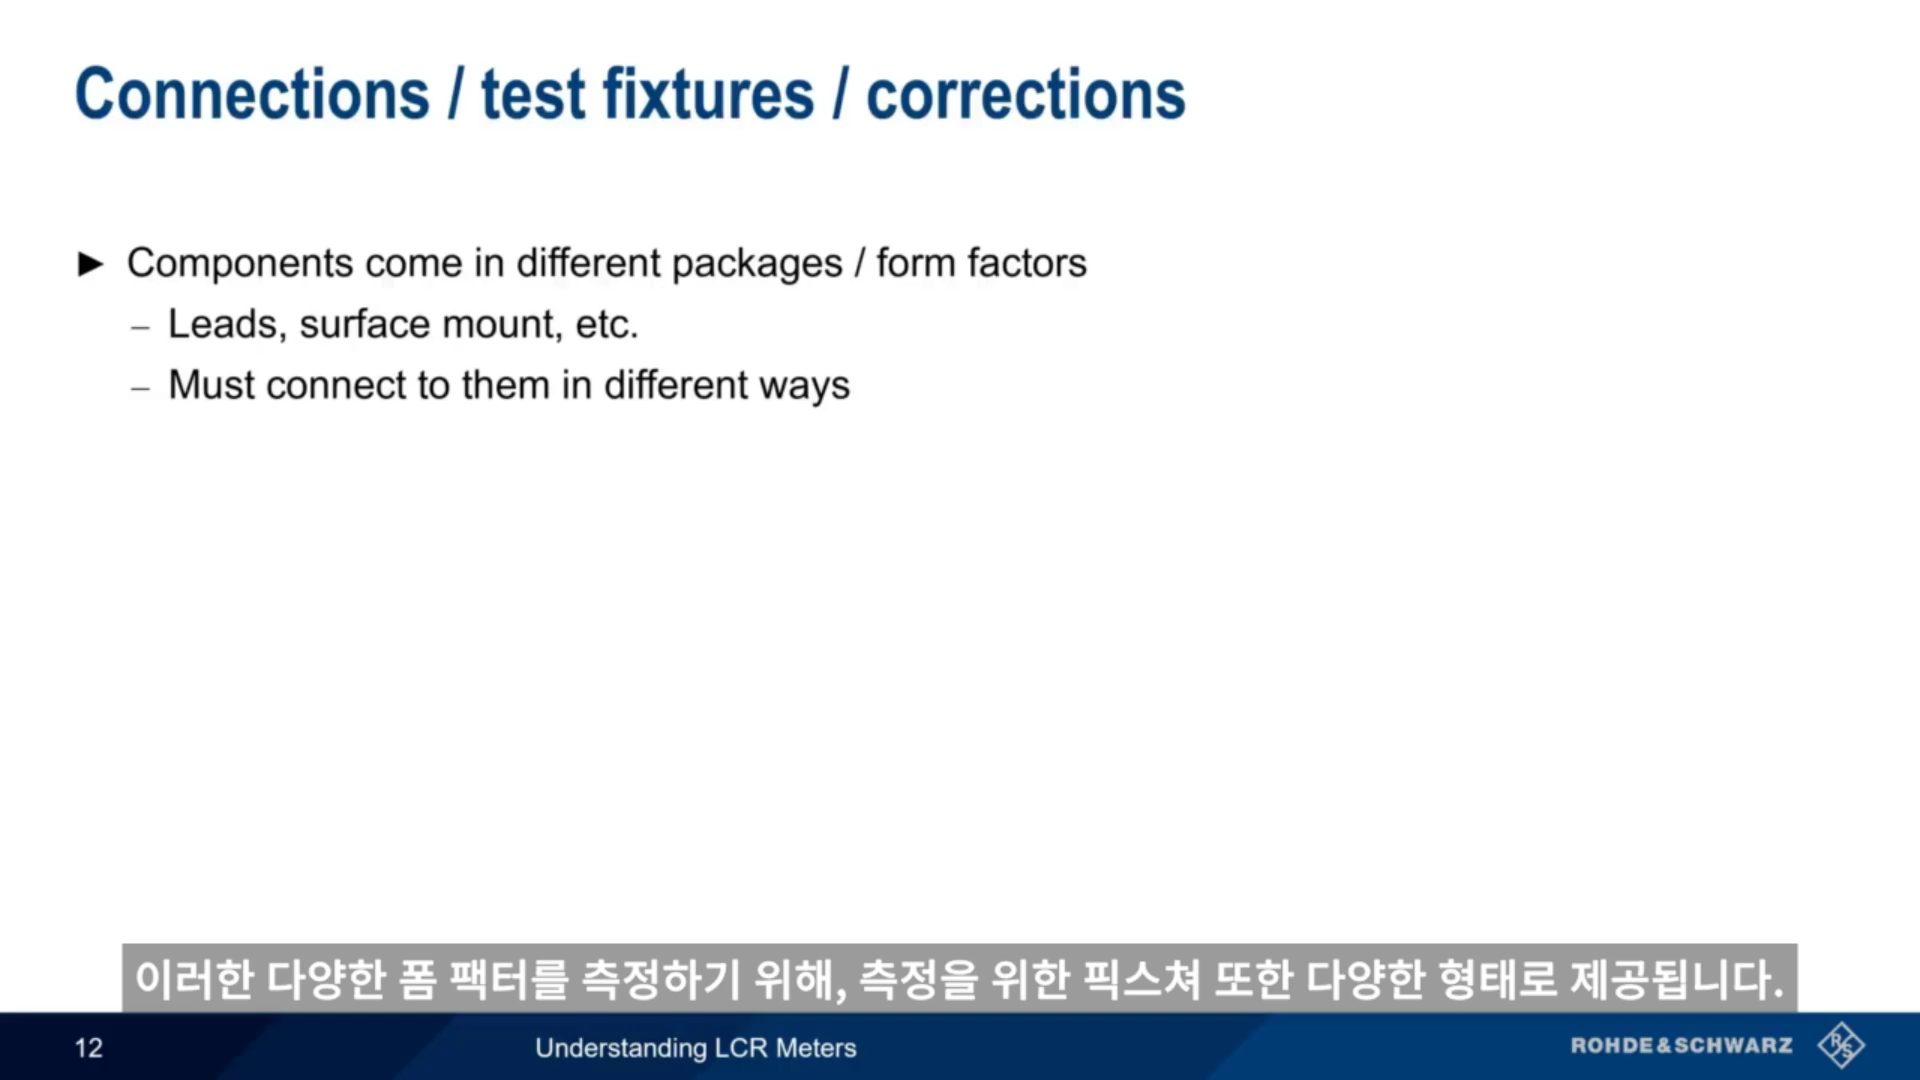 Connections / test fixtures / corrections
► Components come in different packages / form factors
– Leads, surface mount, etc.
– Must connect to them in different ways
이러한 다양한 폼 팩터를 측정하기 위해, 측정을 위한 픽스쳐 또한 다양한 형태로 제공됩니다.
12
Understanding LCR Meters
ROHDE&SCHWARZ
R&S